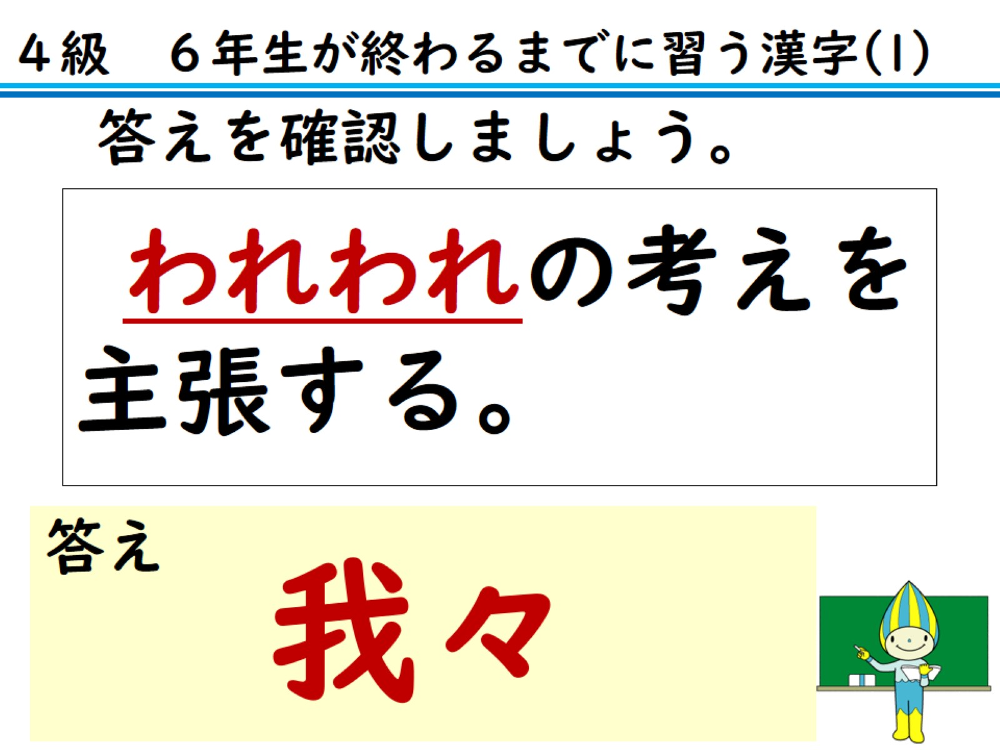 ４級　６年生が終わるまでに習う漢字(1)
答えを確認しましょう。
われわれの考えを
主張する。
答え
我々